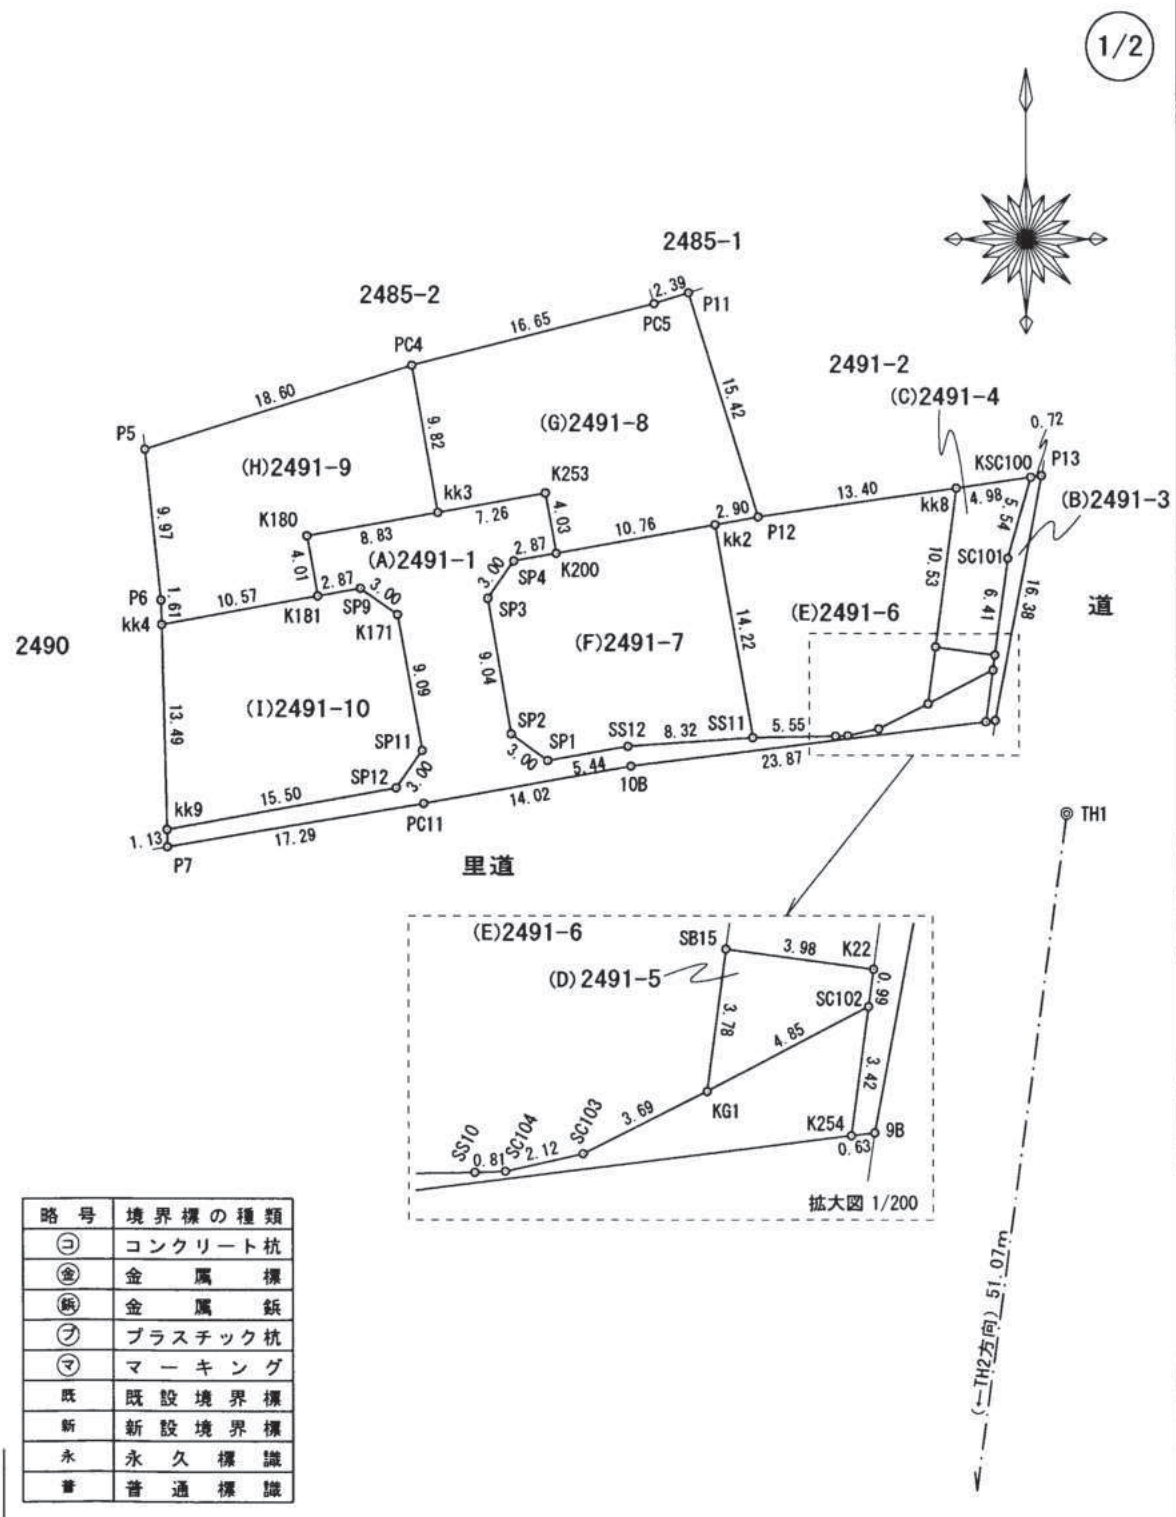 1/2
2485-1
2.39
P11
2485-2
16.65
PC5
PC4
18.60
15.42
2491-2
(C)2491-4
0.72
P5
(G)2491-8
9.82
KSC100
P13
(H)2491-9
K253
kk3
13.40
kk8
4.98
5.54
(B)2491-3
9.97
K180
8.83
7.26
4.03
10.76
2.90
P12
kk2
(A)2491-1
2.87
SP4
K200
SC101
4.01
3.00
SP3
10.53
16.38
P6
1.61
kk4
10.57
K181
2.87
SP9
3.00
K171
6.41
道
(E)2491-6
2490
14.22
(F)2491-7
9.04
9.09
(I)2491-10
13.49
SP2
SP1
SS12
8.32
SS11
5.55
SP11
3.00
5.44
23.87
SP12
3.00
10B
kk9
15.50
14.02
PC11
1.13
17.29
P7
TH1
里道
(E)2491-6
SB15
3.98
K22
(D)2491-5
0.99
SC102
3.78
4.85
3.42
KG1
3.69
K254
9B
0.63
SS10
0.81
SC104
2.12
SC103
拡大図 1/200
(←TH2方向) 51.07m
略号 境界標の種類
コ コンクリート杭
金 金属標
鋲 金属鋲
プ プラスチック杭
マ マーキング
既 既設境界標
新 新設境界標
永 永久標識
普 普通標識